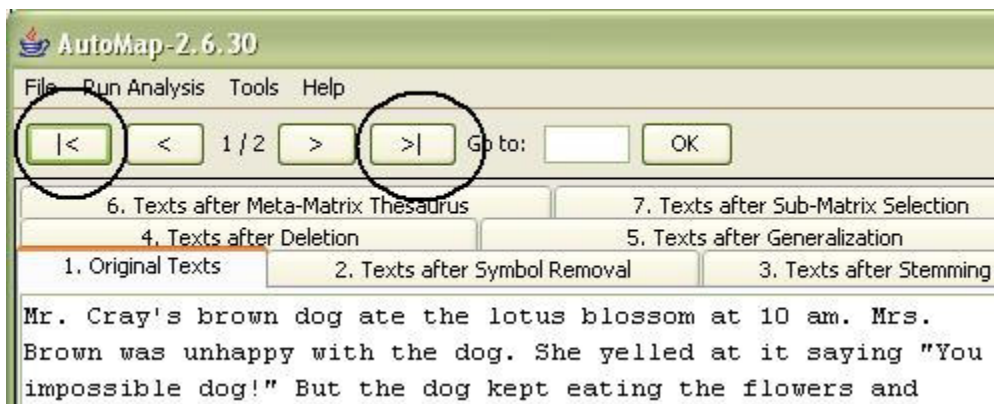 AutoMap-2.6.30
File Run Analysis Tools Help
|< < 1 / 2 > >| Go to: OK
6. Texts after Meta-Matrix Thesaurus 7. Texts after Sub-Matrix Selection
4. Texts after Deletion 5. Texts after Generalization
1. Original Texts 2. Texts after Symbol Removal 3. Texts after Stemming
Mr. Cray's brown dog ate the lotus blossom at 10 am. Mrs.
Brown was unhappy with the dog. She yelled at it saying "You
impossible dog!" But the dog kept eating the flowers and